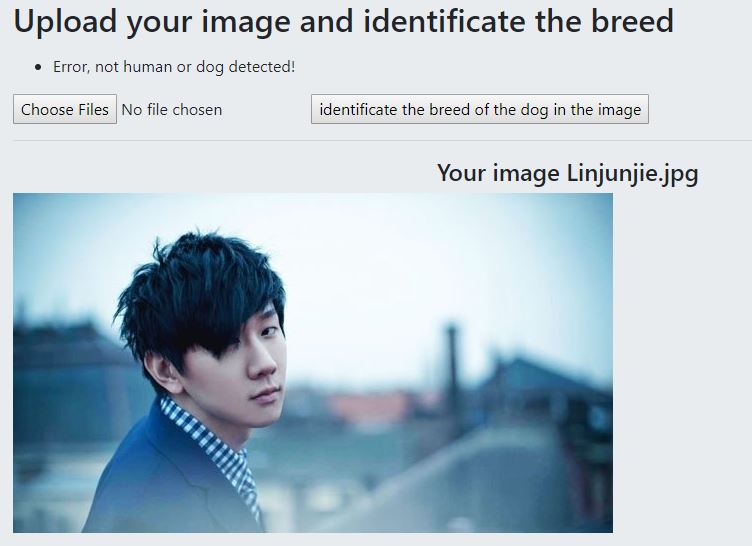 Upload your image and identificate the breed
Error, not human or dog detected!
Choose Files No file chosen identificate the breed of the dog in the image
Your image Linjunjie.jpg